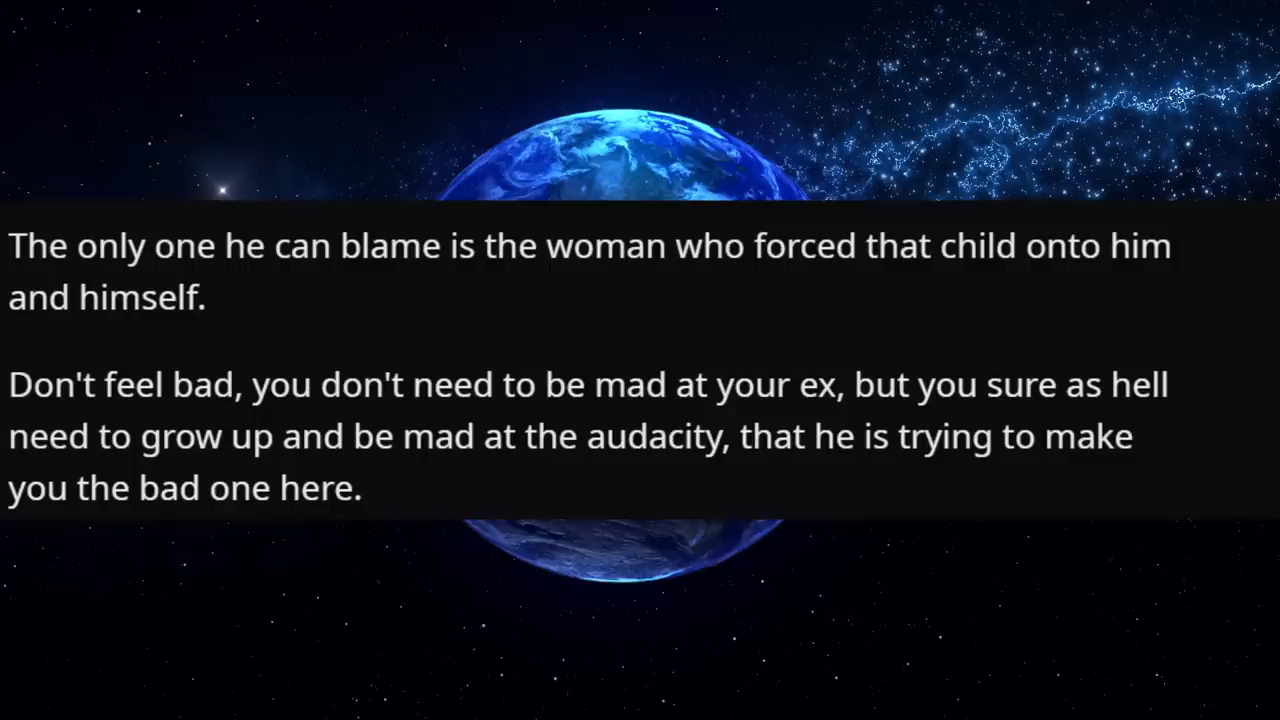 The only one he can blame is the woman who forced that child onto him
and himself.
Don't feel bad, you don't need to be mad at your ex, but you sure as hell
need to grow up and be mad at the audacity, that he is trying to make
you the bad one here.